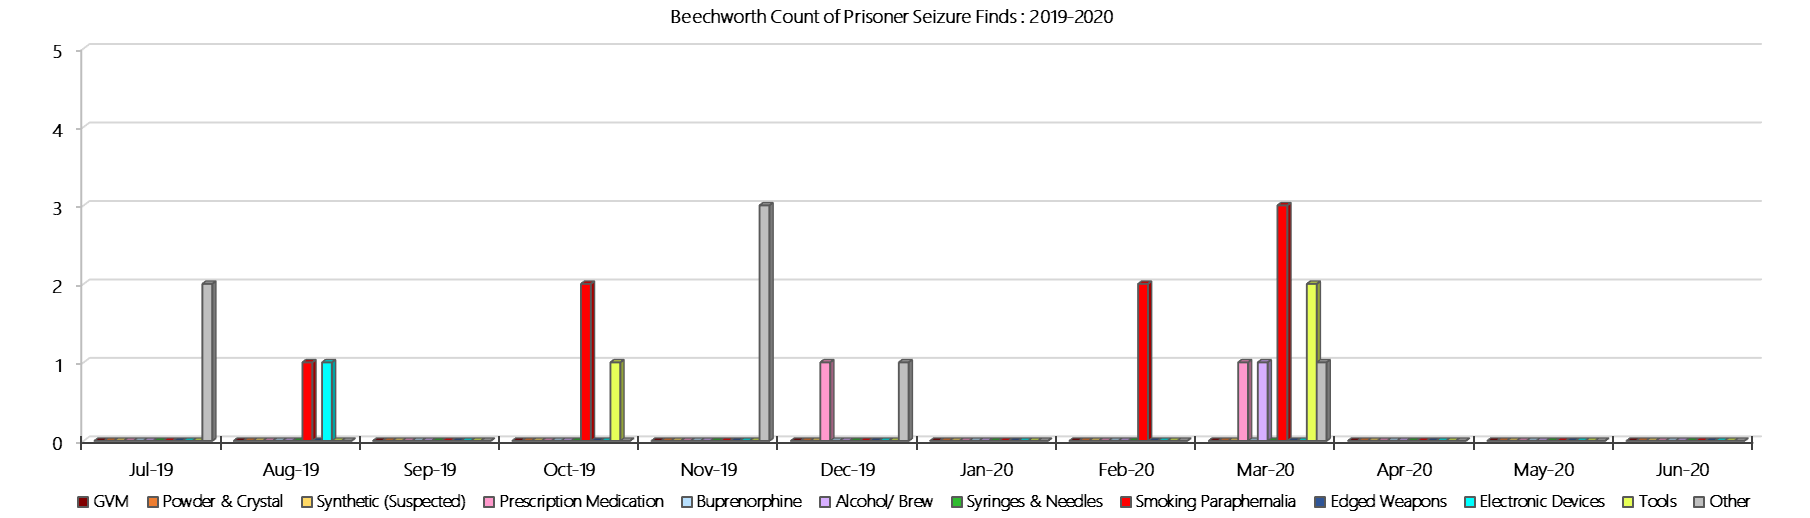 Beechworth Count of Prisoner Seizure Finds : 2019-2020
5
4
3
2
1
0
Jul-19 Aug-19 Sep-19 Oct-19 Nov-19 Dec-19 Jan-20 Feb-20 Mar-20 Apr-20 May-20 Jun-20
GVM Powder & Crystal Synthetic (Suspected) Prescription Medication Buprenorphine Alcohol/ Brew Syringes & Needles Smoking Paraphernalia Edged Weapons Electronic Devices Tools Other